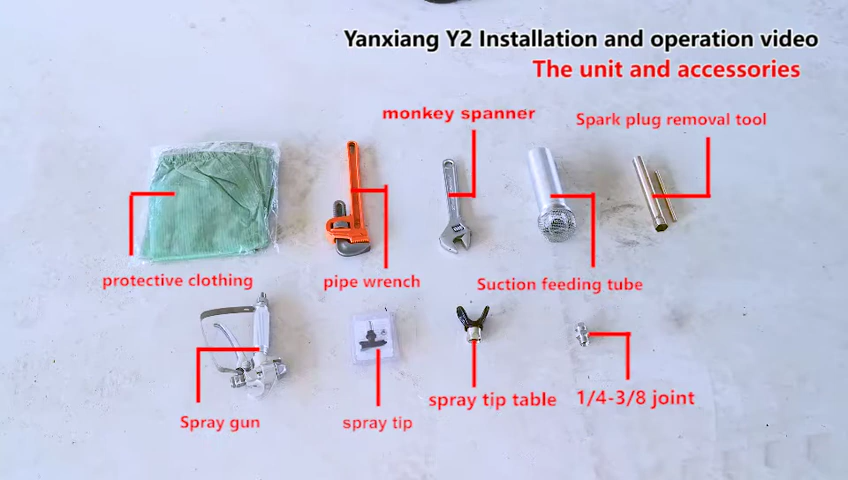 Yanxiang Y2 Installation and operation video
The unit and accessories
monkey spanner
Spark plug removal tool
protective clothing
pipe wrench
Suction feeding tube
Spray gun
spray tip
spray tip table
1/4-3/8 joint